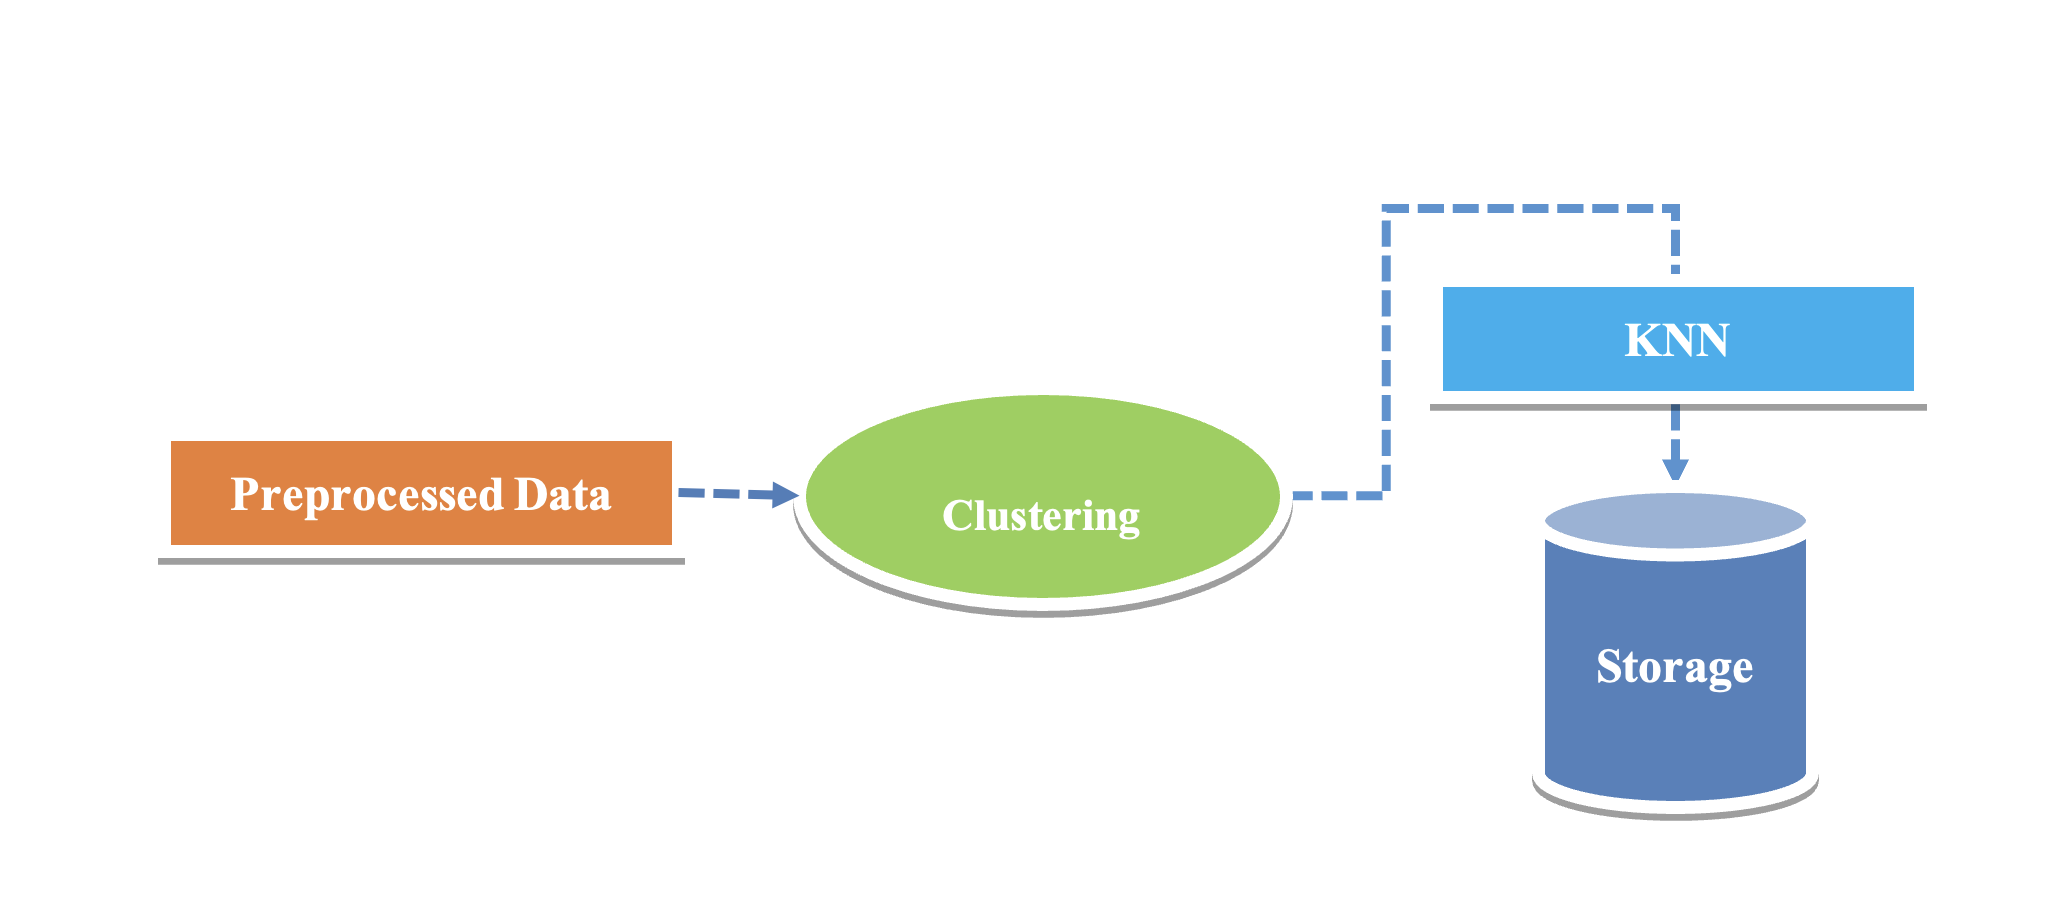 Preprocessed Data
Clustering
KNN
Storage